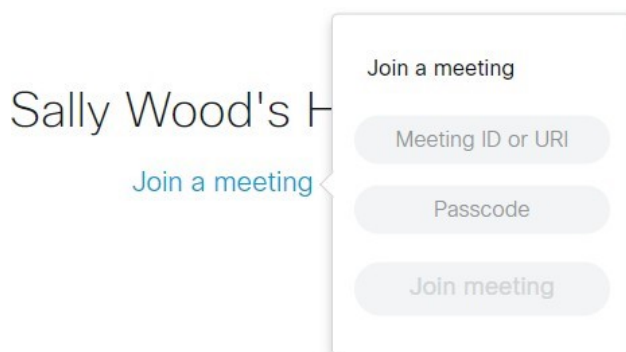 Sally Wood's
Join a meeting
Join a meeting
Meeting ID or URI
Passcode
Join meeting